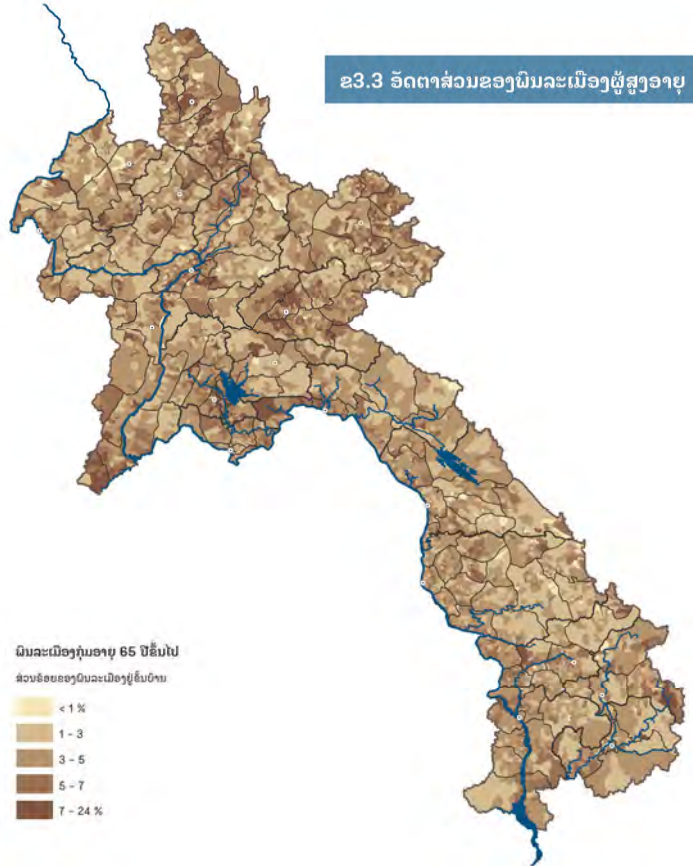 ຂ3.3 ອັດຕາສ່ວນຂອງພົນລະເມືອງຜູ້ສູງອາຍຸ
ພົນລະເມືອງກຸ່ມອາຍຸ 65 ປີຂຶ້ນໄປ
ສ່ວນຮ້ອຍຂອງພົນລະເມືອງຢູ່ຂັ້ນບ້ານ
< 1 %
1 - 3
3 - 5
5 - 7
7 - 24 %